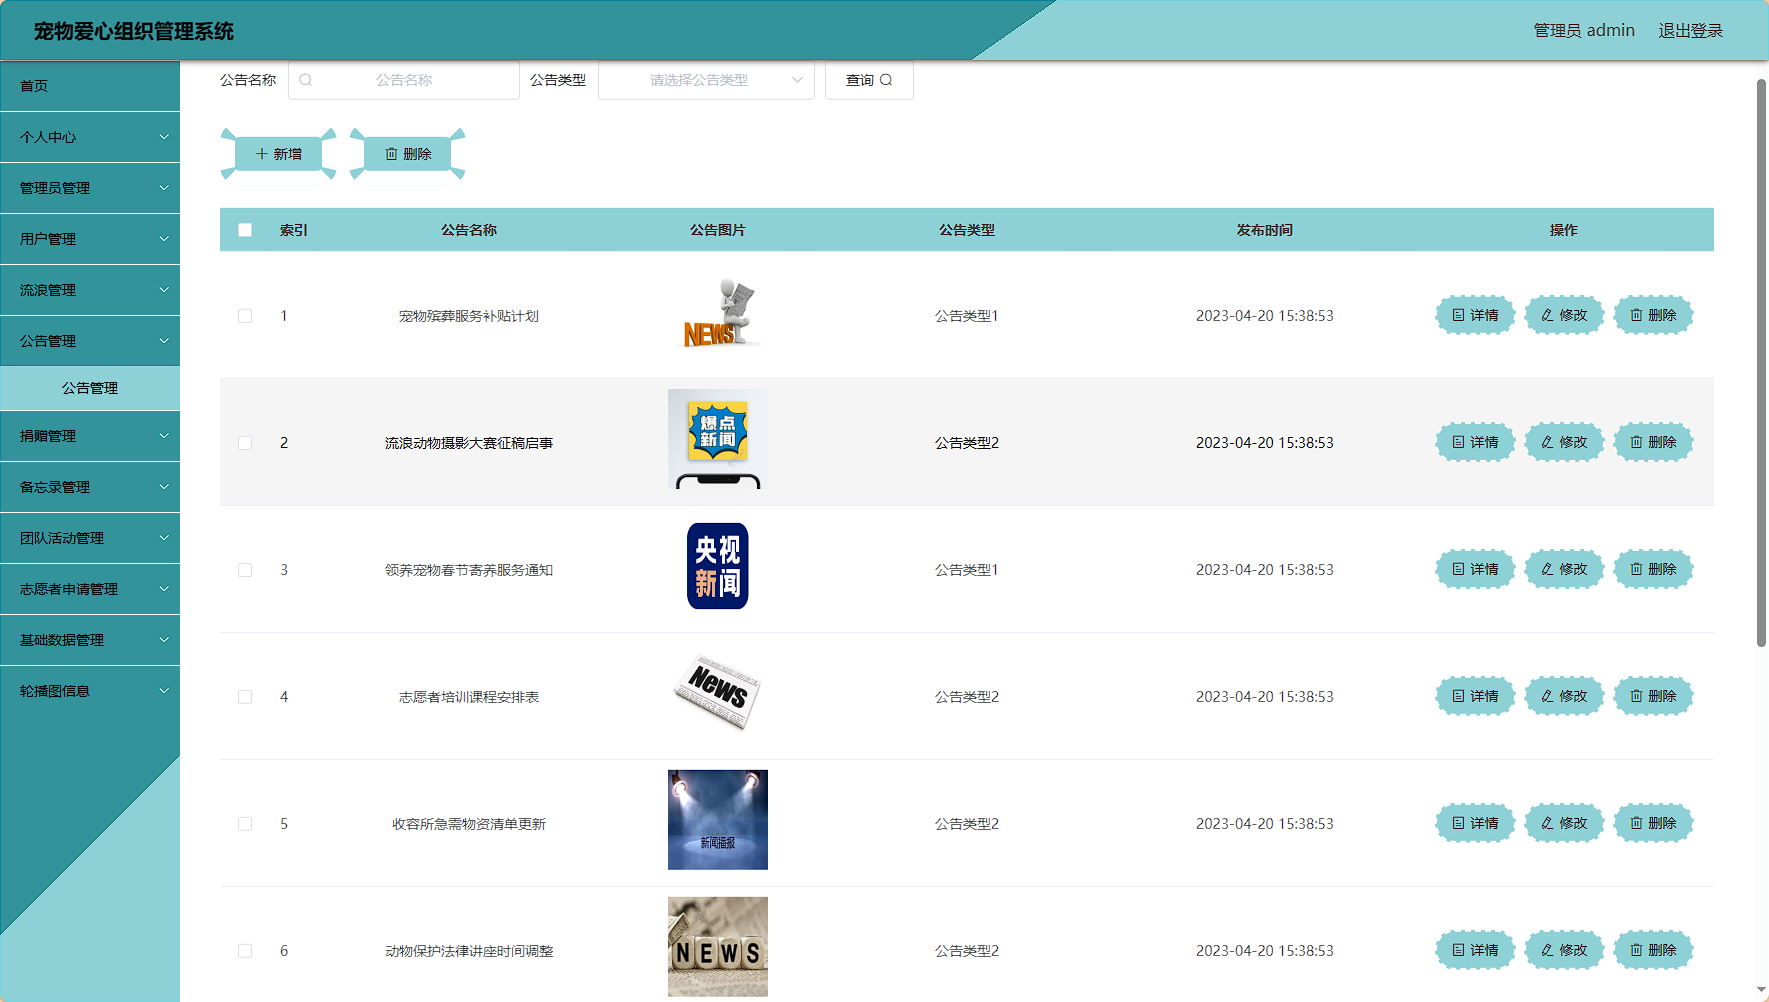 宠物爱心组织管理系统
管理员 admin 退出登录
首页
个人中心
管理员管理
用户管理
流浪管理
公告管理
公告管理
捐赠管理
备忘录管理
团队活动管理
志愿者申请管理
基础数据管理
轮播图信息
公告名称 公告名称 公告类型 请选择公告类型 查询
新增 删除
索引 公告名称 公告图片 公告类型 发布时间 操作
1 宠物殡葬服务补贴计划 NEWS 公告类型1 2023-04-20 15:38:53 详情 修改 删除
2 流浪动物摄影大赛征稿启事 公告类型2 2023-04-20 15:38:53 详情 修改 删除
爆点
新闻
3 领养宠物春节寄养服务通知 公告类型1 2023-04-20 15:38:53 详情 修改 删除
央视
新闻
4 志愿者培训课程安排表 News 公告类型2 2023-04-20 15:38:53 详情 修改 删除
5 收容所急需物资清单更新 新闻播报 公告类型2 2023-04-20 15:38:53 详情 修改 删除
6 动物保护法律讲座时间调整 NEWS 公告类型2 2023-04-20 15:38:53 详情 修改 删除